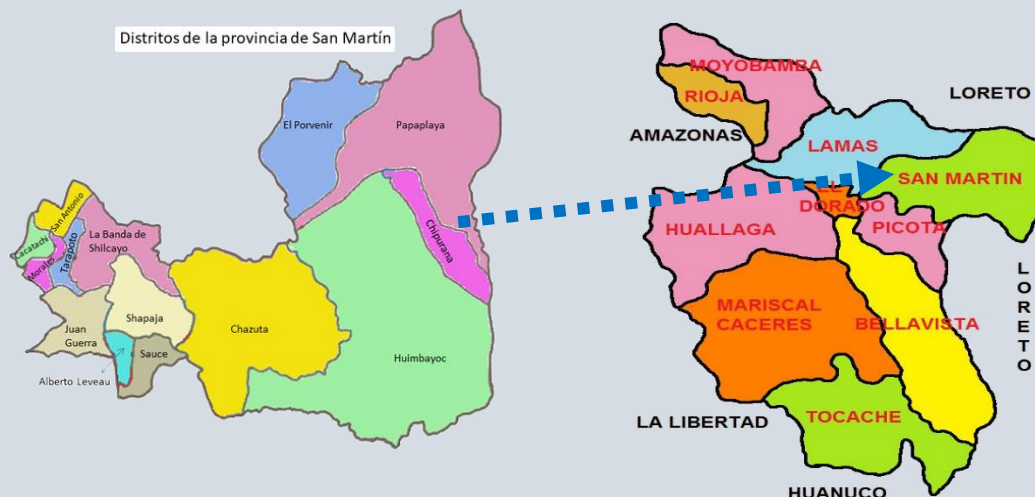 Distritos de la provincia de San Martín
El Porvenir
Papaplaya
San Antonio
Cacatachi
Morales
Tarapoto
La Banda de
Shilcayo
Chipurana
Juan
Guerra
Shapaja
Chazuta
Sauce
Alberto Leveau
Huimbayoc
MOYOBAMBA
RIOJA
LORETO
AMAZONAS
LAMAS
SAN MARTIN
EL
DORADO
HUALLAGA
PICOTA
LORETO
MARISCAL
CACERES
BELLAVISTA
LA LIBERTAD
TOCACHE
HUANUCO